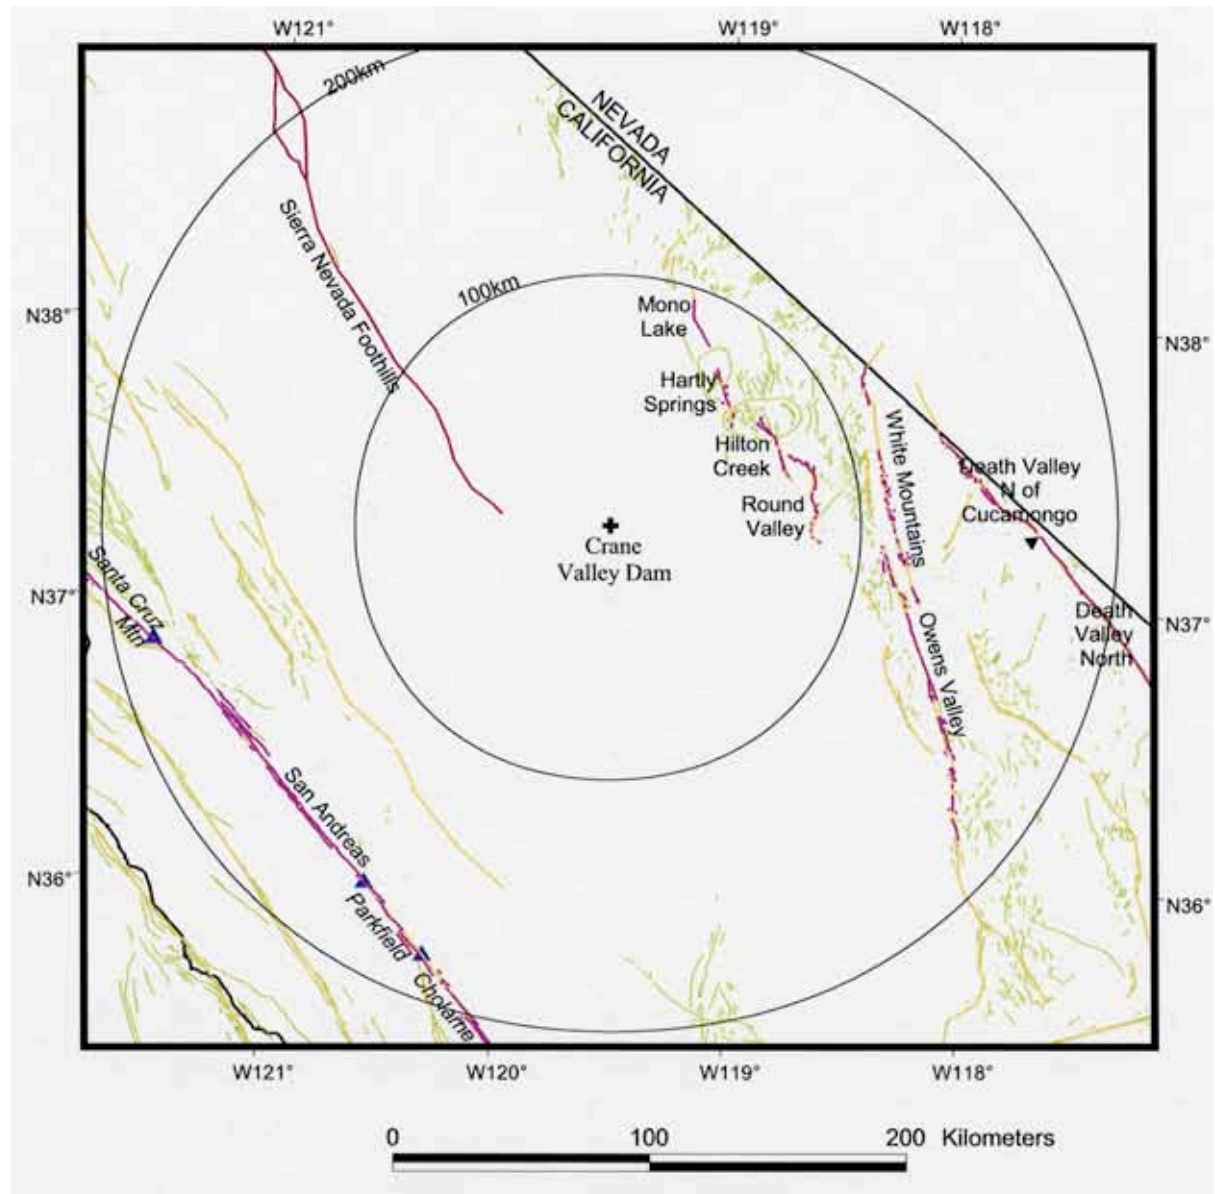 W121°
W119°
W118°
200km
NEVADA
CALIFORNIA
Sierra Nevada Foothills
100km
N38°
Mono
Lake
N38°
Hartly
Springs
Hilton
Creek
White Mountains
Death Valley
N of
Cucamongo
Round
Valley
Crane
Valley Dam
Santa Cruz
Mtn
N37°
Owens Valley
Death
Valley
North
N37°
San Andreas
N36°
Parkfield
N36°
Cholame
W121°
W120°
W119°
W118°
0
100
200 Kilometers